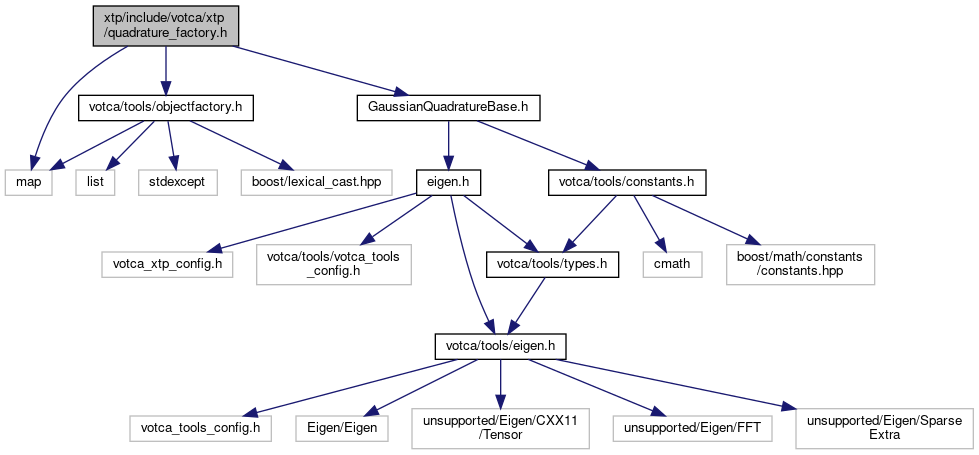 xtp/include/votca/xtp
/quadrature_factory.h
votca/tools/objectfactory.h
GaussianQuadratureBase.h
map
list
stdexcept
boost/lexical_cast.hpp
eigen.h
votca/tools/constants.h
votca_xtp_config.h
votca/tools/votca_tools
_config.h
votca/tools/types.h
cmath
boost/math/constants
/constants.hpp
votca/tools/eigen.h
votca_tools_config.h
Eigen/Eigen
unsupported/Eigen/CXX11
/Tensor
unsupported/Eigen/FFT
unsupported/Eigen/Sparse
Extra